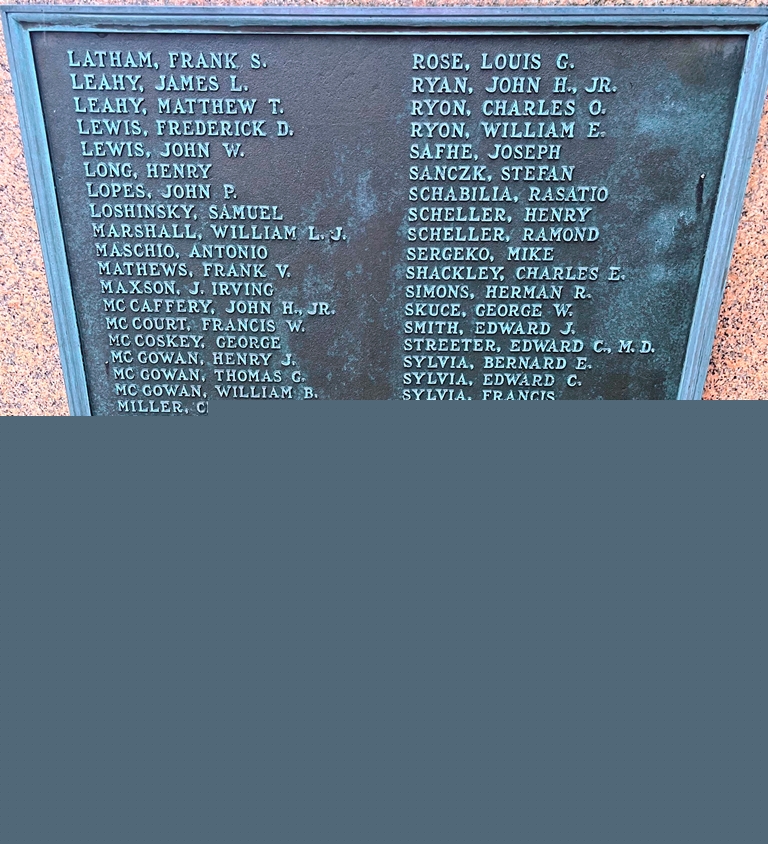 LATHAM, FRANK S.
LEAHY, JAMES L.
LEAHY, MATTHEW T.
LEWIS, FREDERICK D.
LEWIS, JOHN W.
LONG, HENRY
LOPES, JOHN P.
LOSHINSKY, SAMUEL
MARSHALL, WILLIAM L. J.
MASCHIO, ANTONIO
MATHEWS, FRANK V.
MAXSON, J. IRVING
MC CAFFERY, JOHN H., JR.
MC COURT, FRANCIS W.
MC COSKEY, GEORGE
MC GOWAN, HENRY J.
MC GOWAN, THOMAS G.
MC GOWAN, WILLIAM B.
MILLER,
ROSE, LOUIS G.
RYAN, JOHN H., JR.
RYON, CHARLES O.
RYON, WILLIAM E.
SAFHE, JOSEPH
SANCZK, STEFAN
SCHABILIA, RASATIO
SCHELLER, HENRY
SCHELLER, RAMOND
SERGEKO, MIKE
SHACKLEY, CHARLES E.
SIMONS, HERMAN R.
SKUCE, GEORGE W.
SMITH, EDWARD J.
STREETER, EDWARD C., M.D.
SYLVIA, BERNARD E.
SYLVIA, EDWARD C.
SYLVIA, FRANCIS